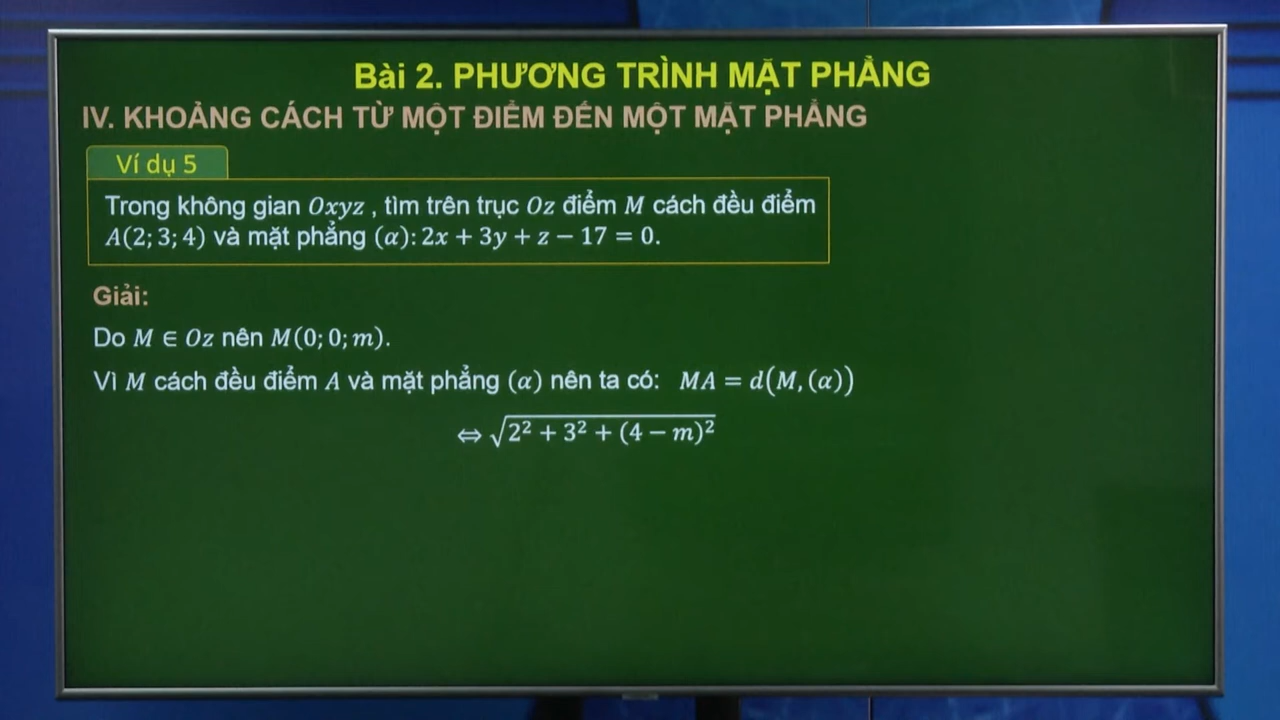 Bài 2. PHƯƠNG TRÌNH MẶT PHẲNG
IV. KHOẢNG CÁCH TỪ MỘT ĐIỂM ĐẾN MỘT MẶT PHẲNG
Ví dụ 5
Trong không gian Oxyz , tìm trên trục Oz điểm M cách đều điểm
A(2; 3; 4) và mặt phẳng (α): 2x + 3y + z − 17 = 0.
Giải:
Do M ∈ Oz nên M(0; 0; m).
Vì M cách đều điểm A và mặt phẳng (α) nên ta có: MA = d(M, (α))
⇔ √(2² + 3² + (4 − m)²)